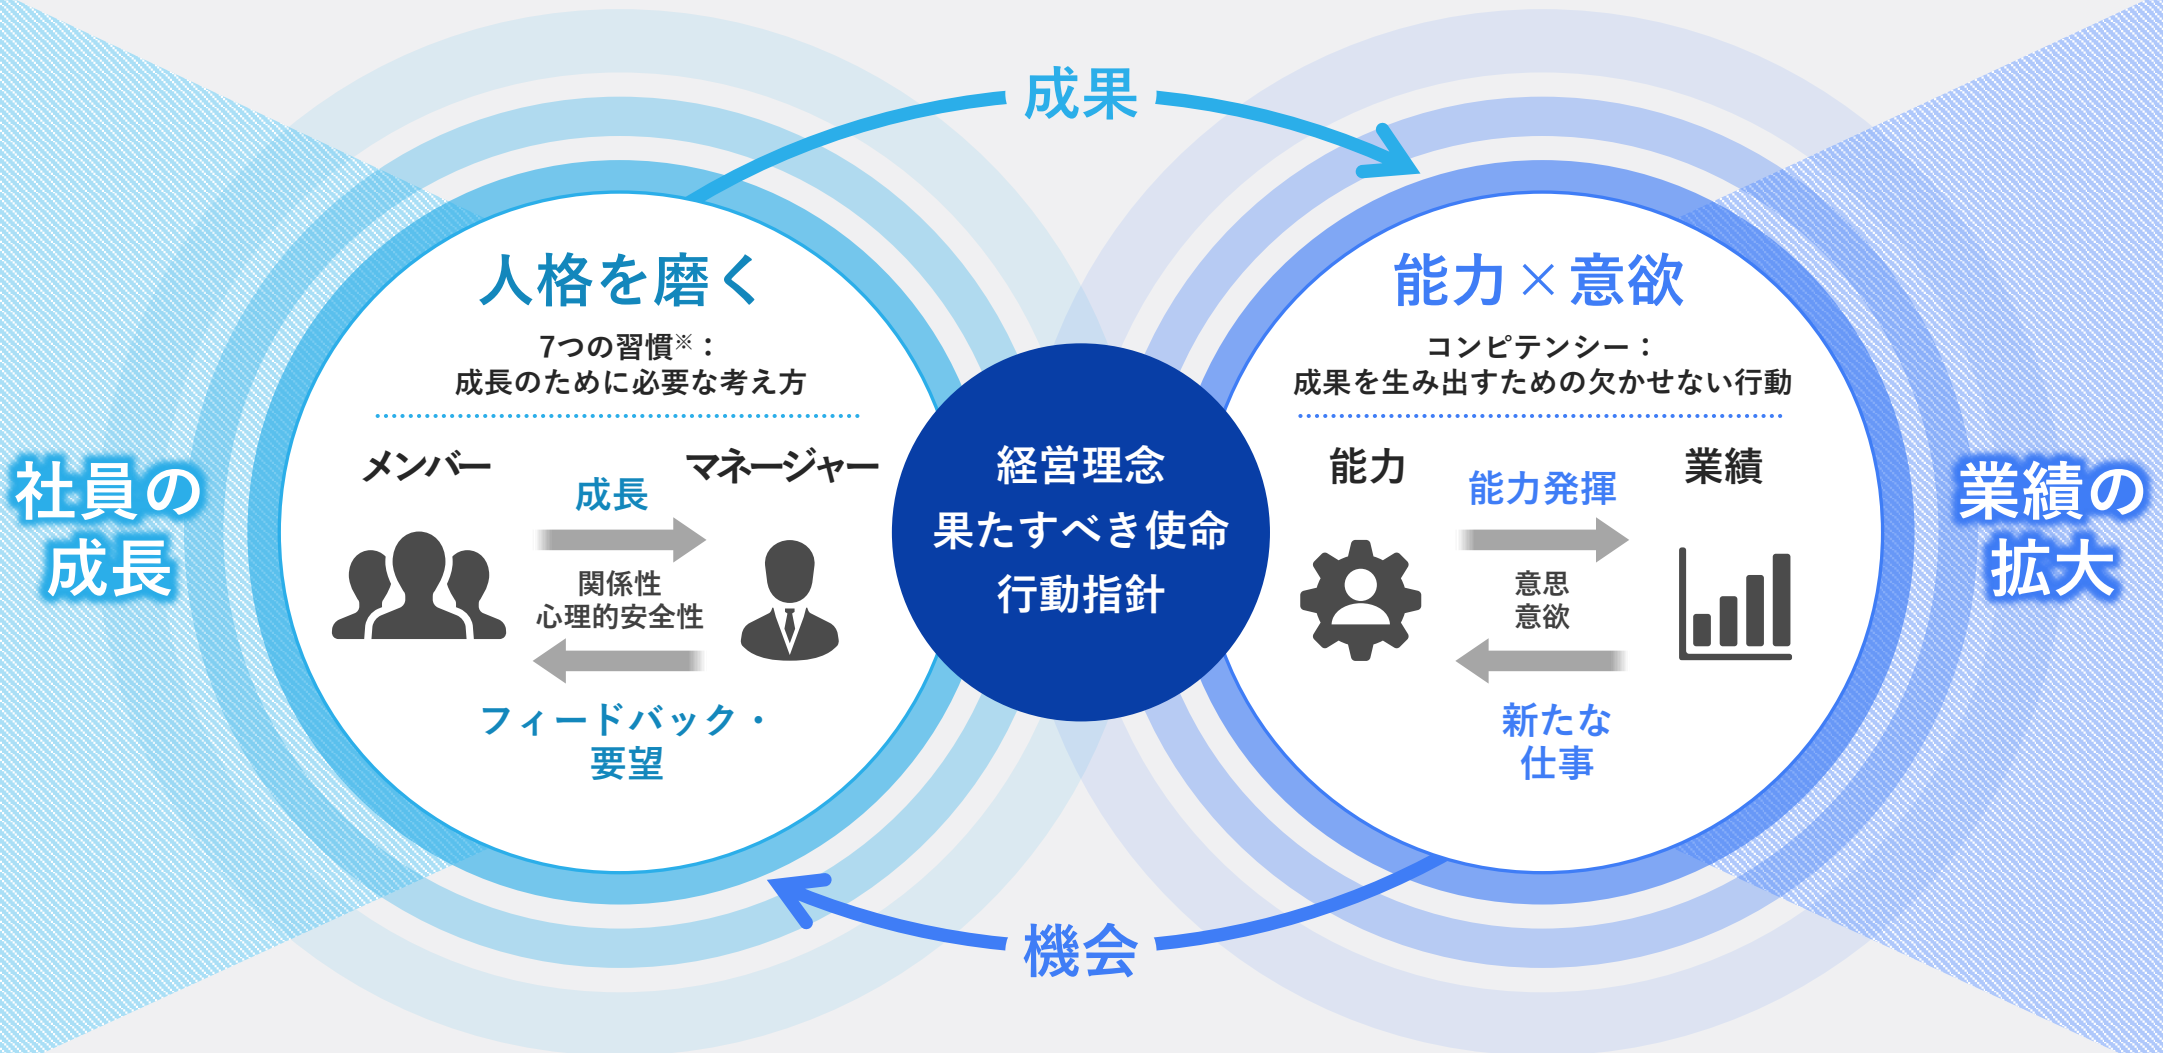 成果
人格を磨く
7つの習慣※：
成長のために必要な考え方
メンバー
マネージャー
成長
関係性
心理的安全性
フィードバック・
要望
社員の
成長
経営理念
果たすべき使命
行動指針
能力×意欲
コンピテンシー：
成果を生み出すための欠かせない行動
能力
業績
能力発揮
意思
意欲
新たな
仕事
業績の
拡大
機会